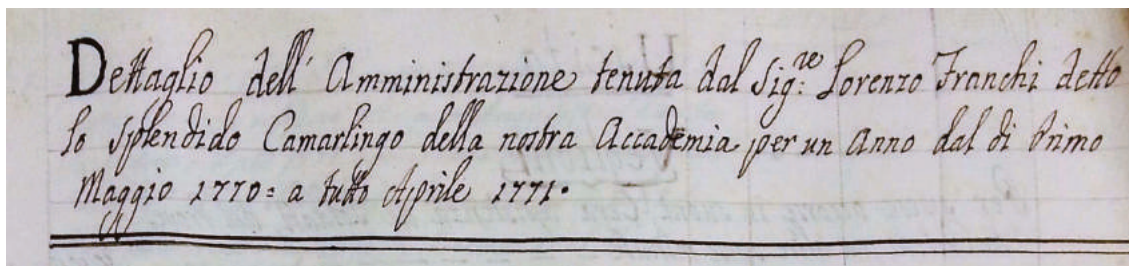 Dettaglio dell' Amministrazione tenuta dal Sig:re Lorenzo Franchi detto
lo Splendido Camarlingo della nostra Accademia per un Anno dal di Primo
Maggio 1770= a tutto Aprile 1771.